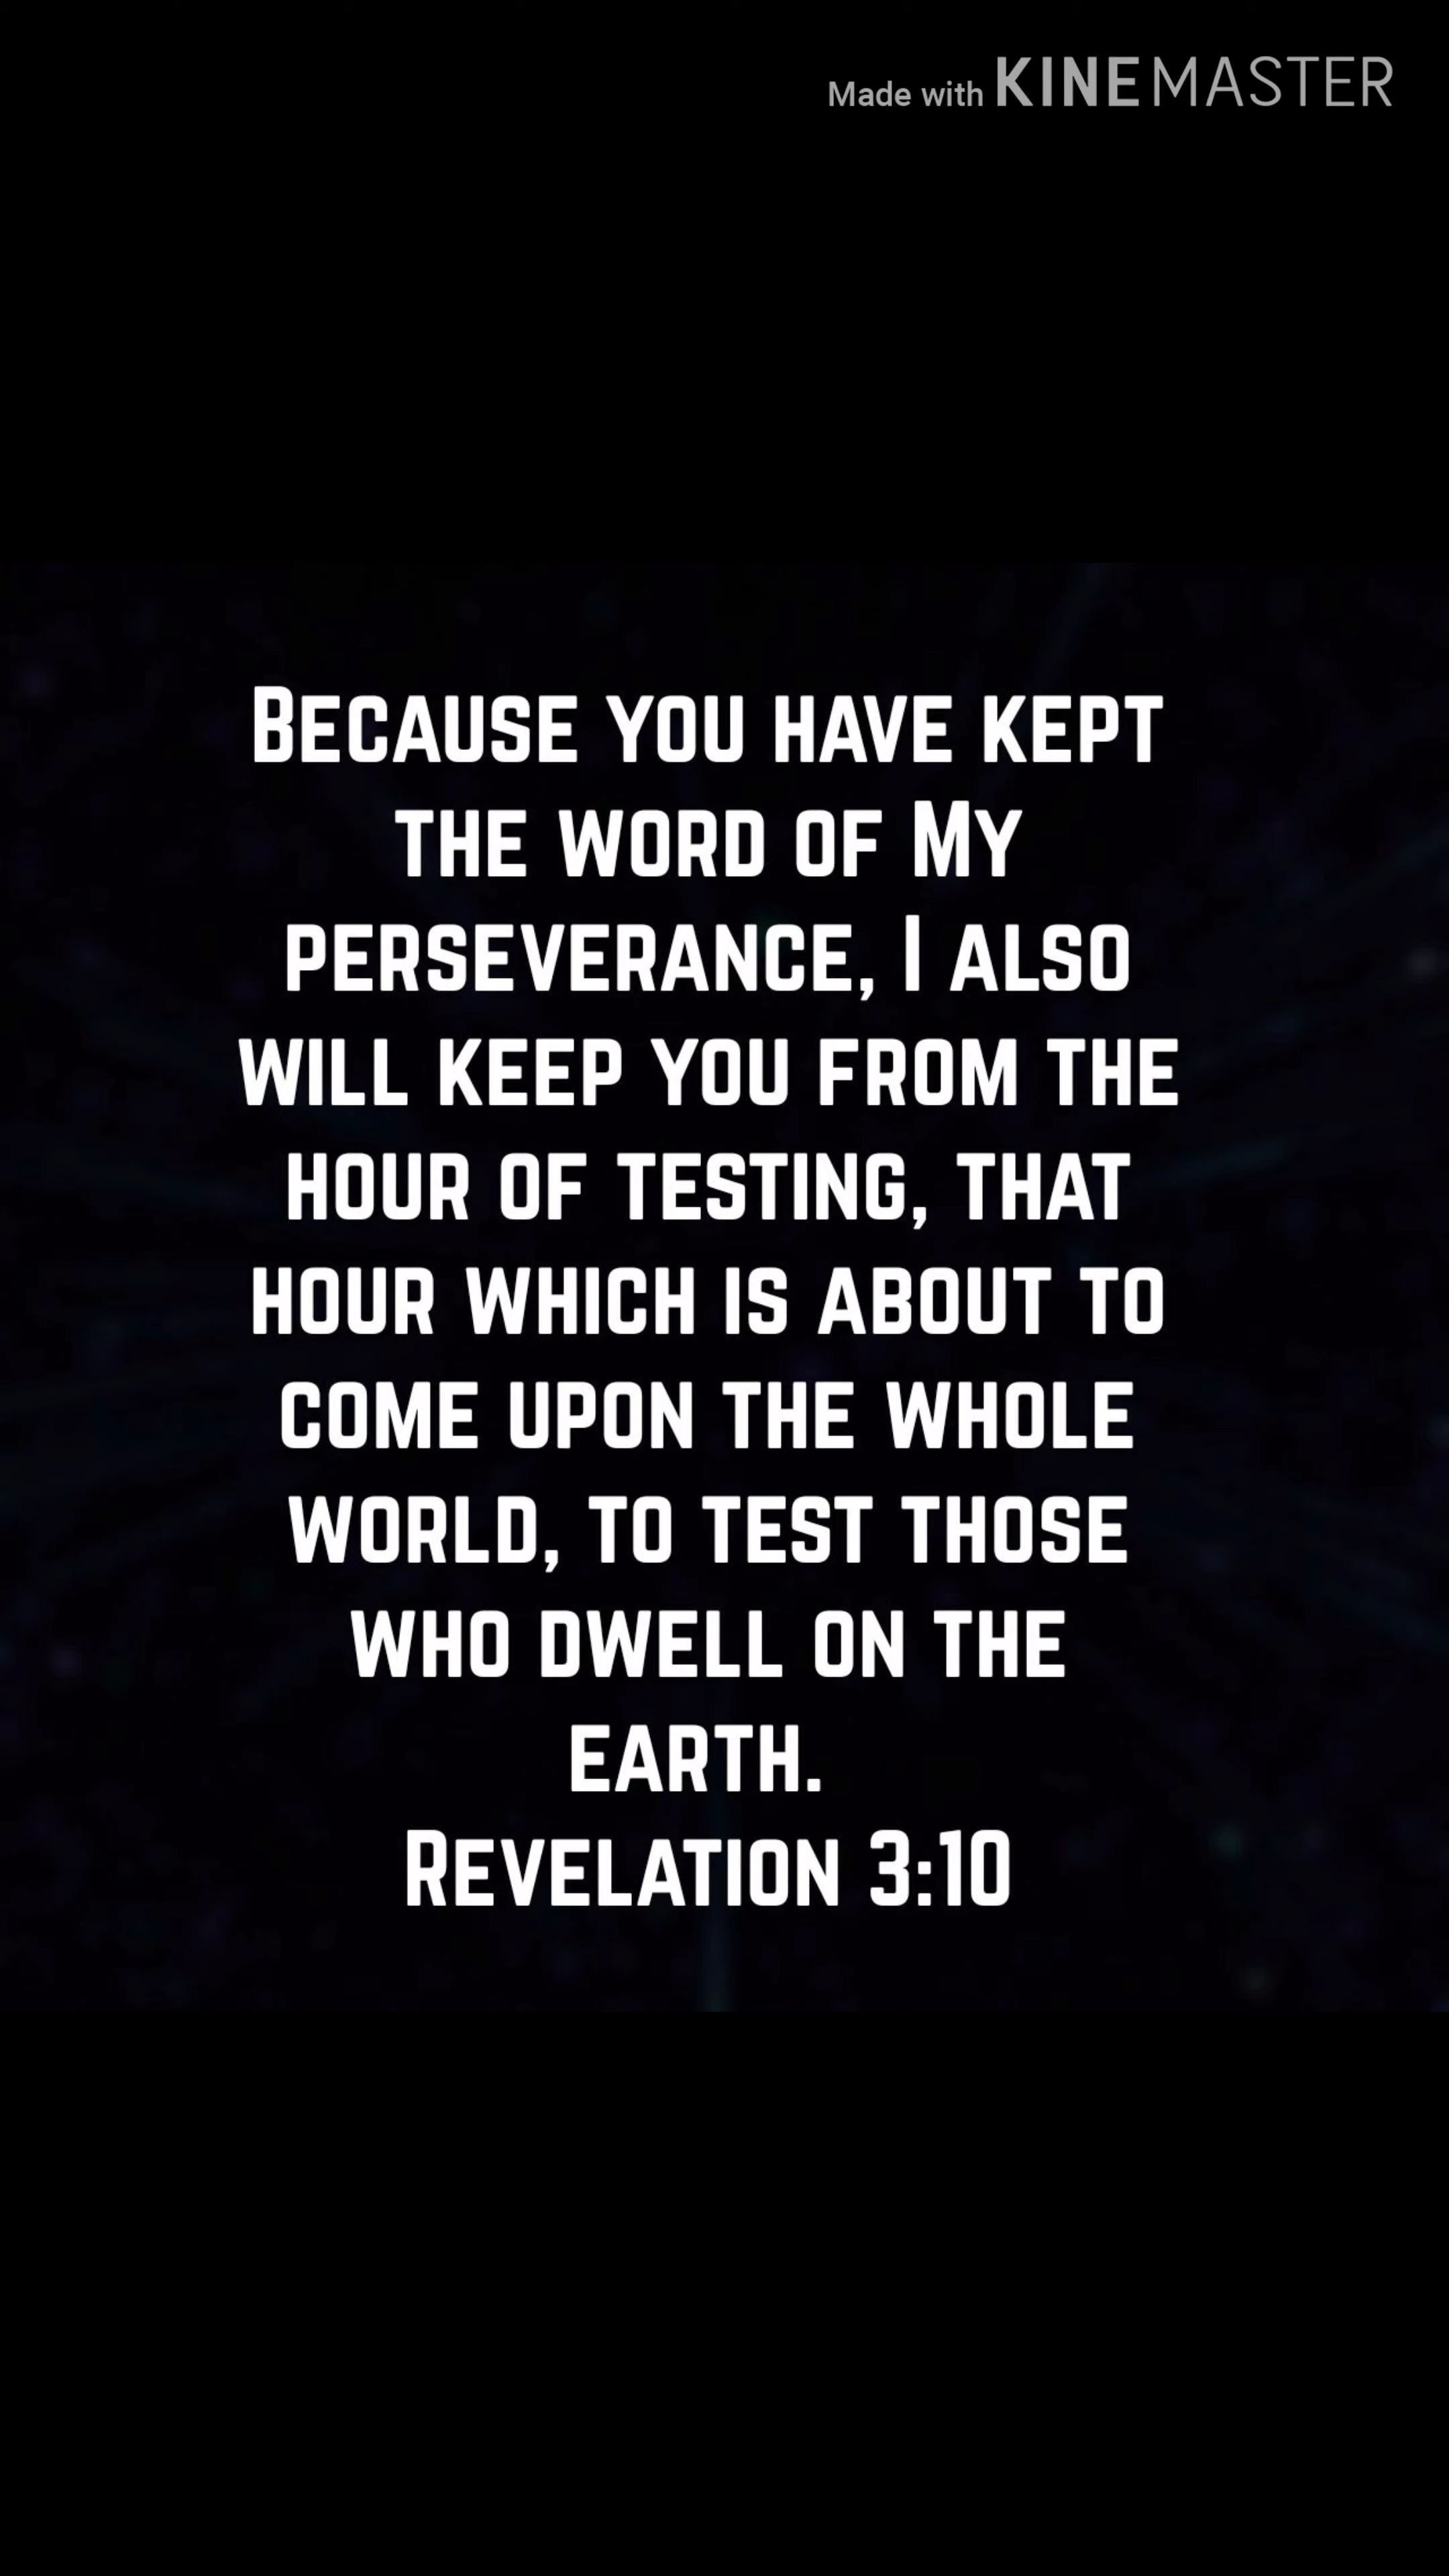 Made with KINEMASTER
Because you have kept
the word of My
perseverance, I also
will keep you from the
hour of testing, that
hour which is about to
come upon the whole
world, to test those
who dwell on the
earth.
Revelation 3:10